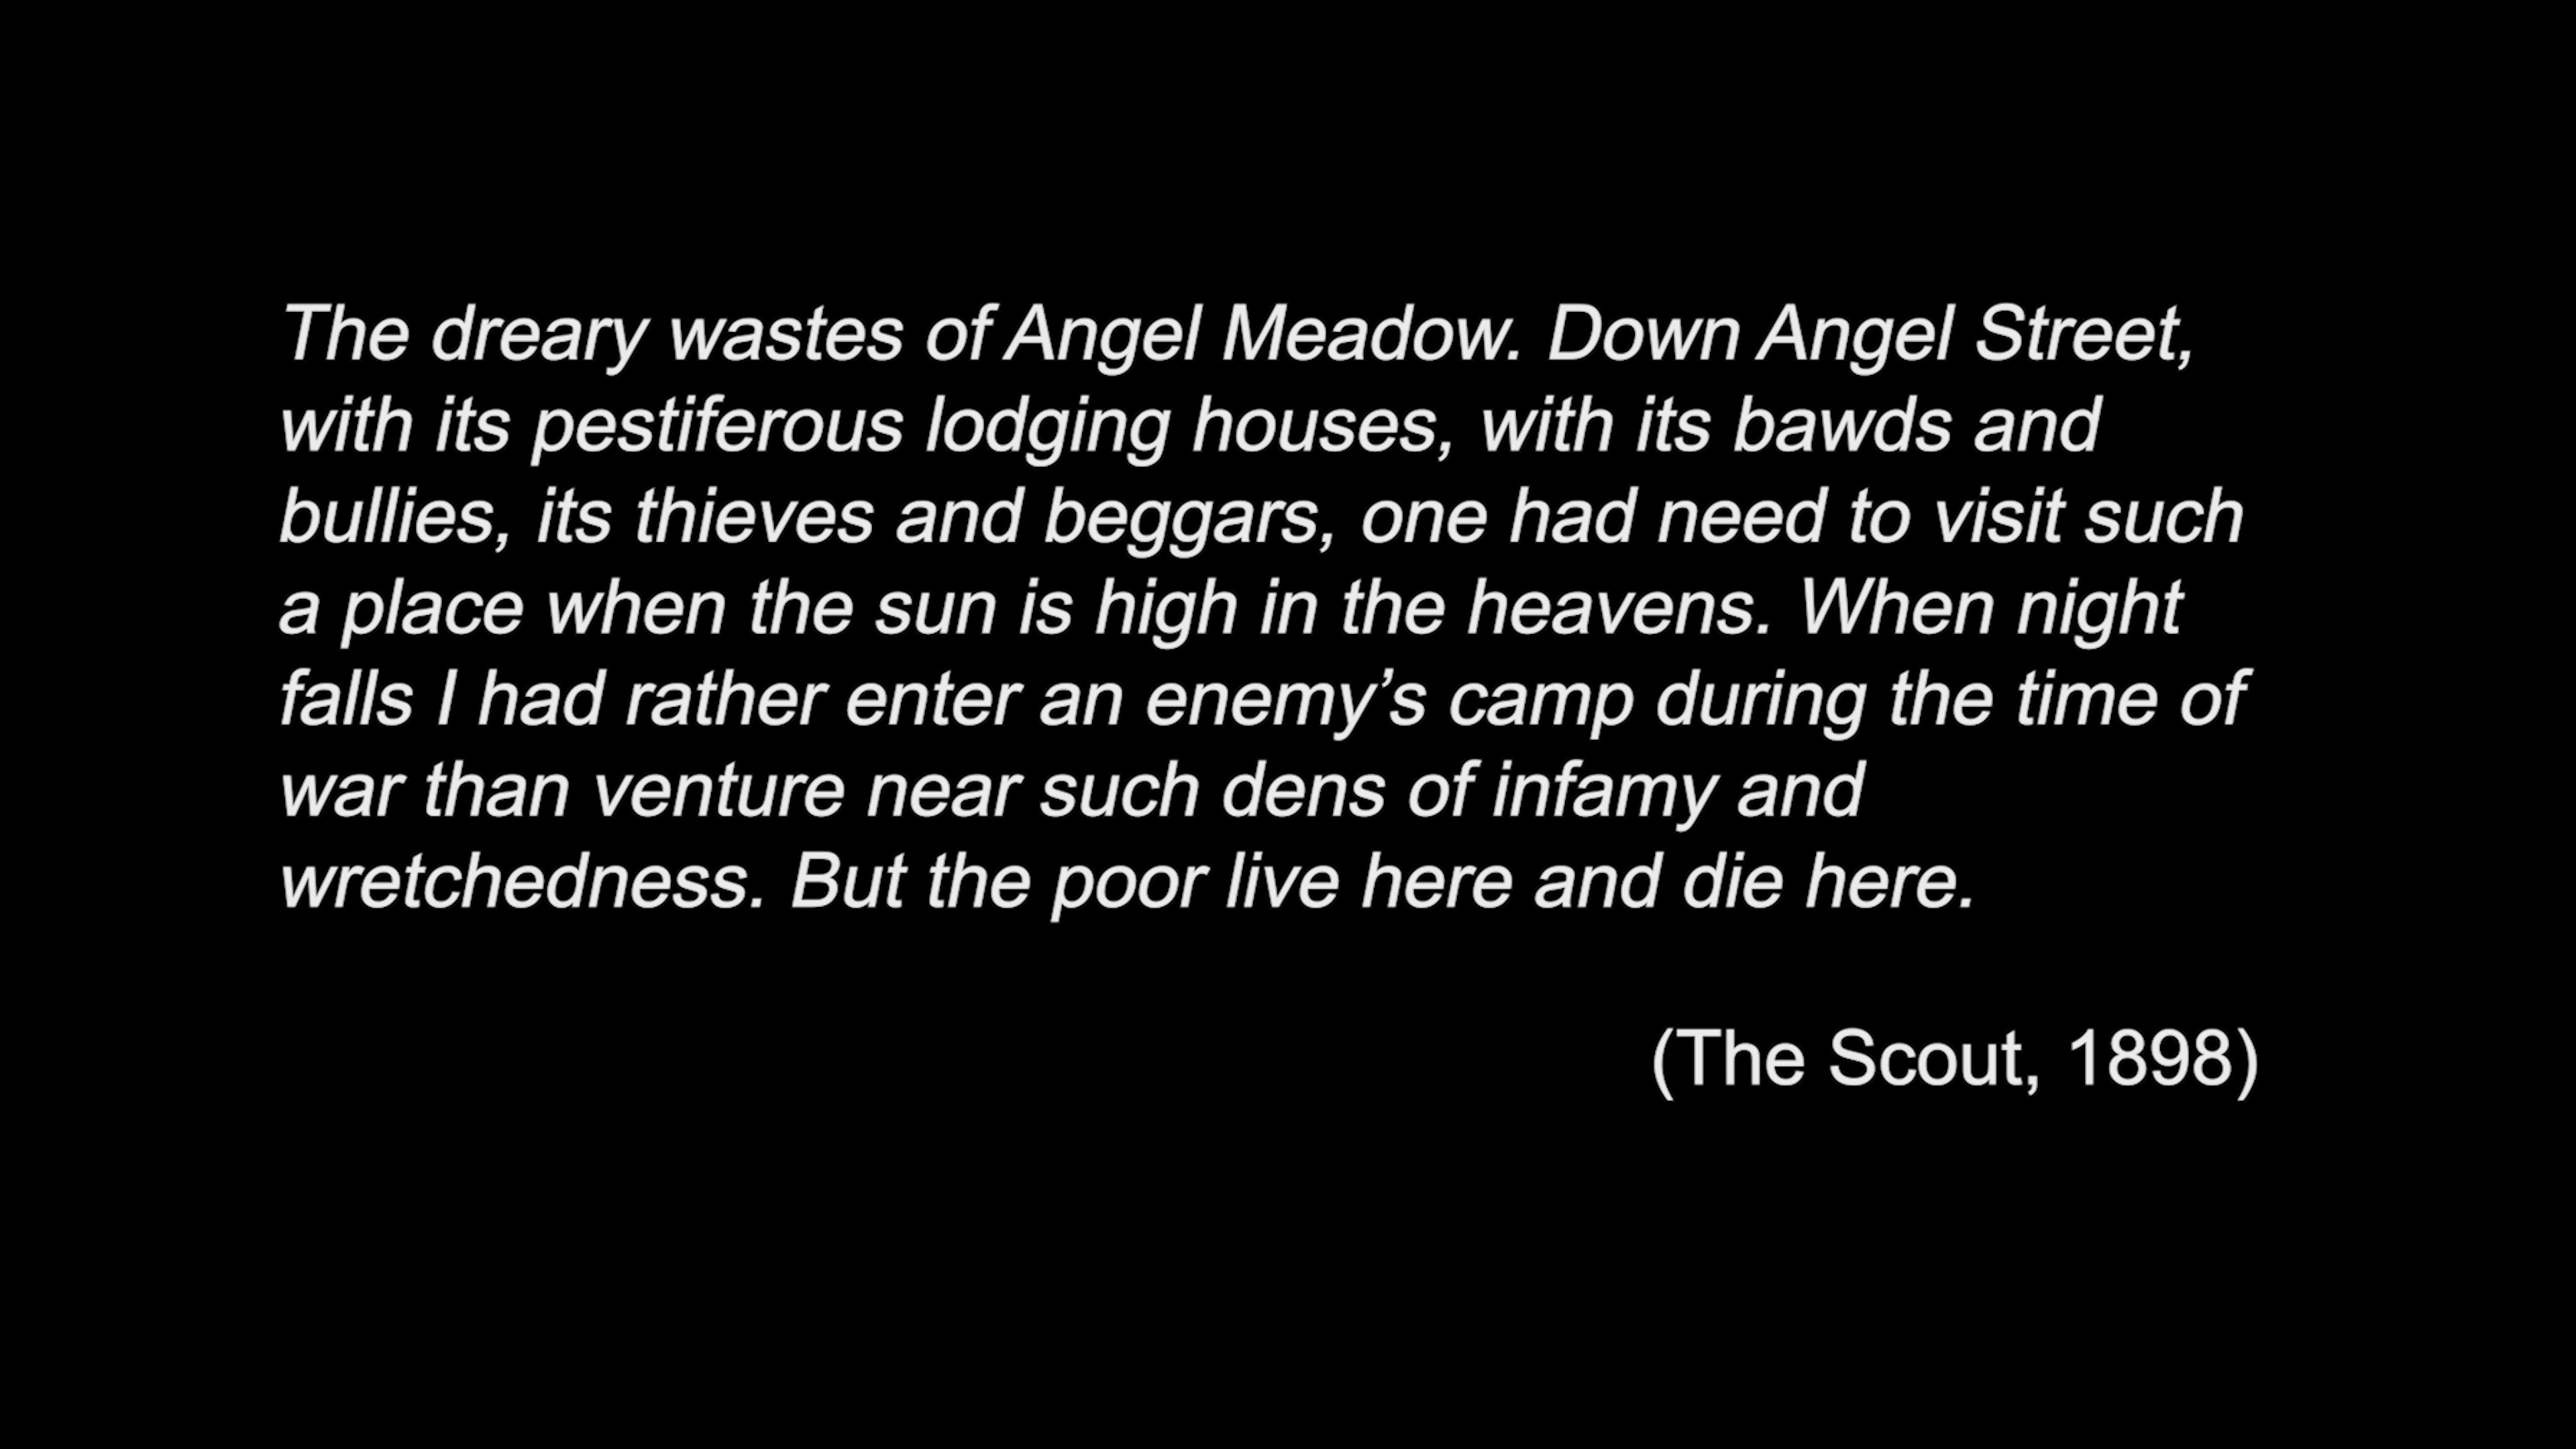 The dreary wastes of Angel Meadow. Down Angel Street,
with its pestiferous lodging houses, with its bawds and
bullies, its thieves and beggars, one had need to visit such
a place when the sun is high in the heavens. When night
falls I had rather enter an enemy’s camp during the time of
war than venture near such dens of infamy and
wretchedness. But the poor live here and die here.
(The Scout, 1898)